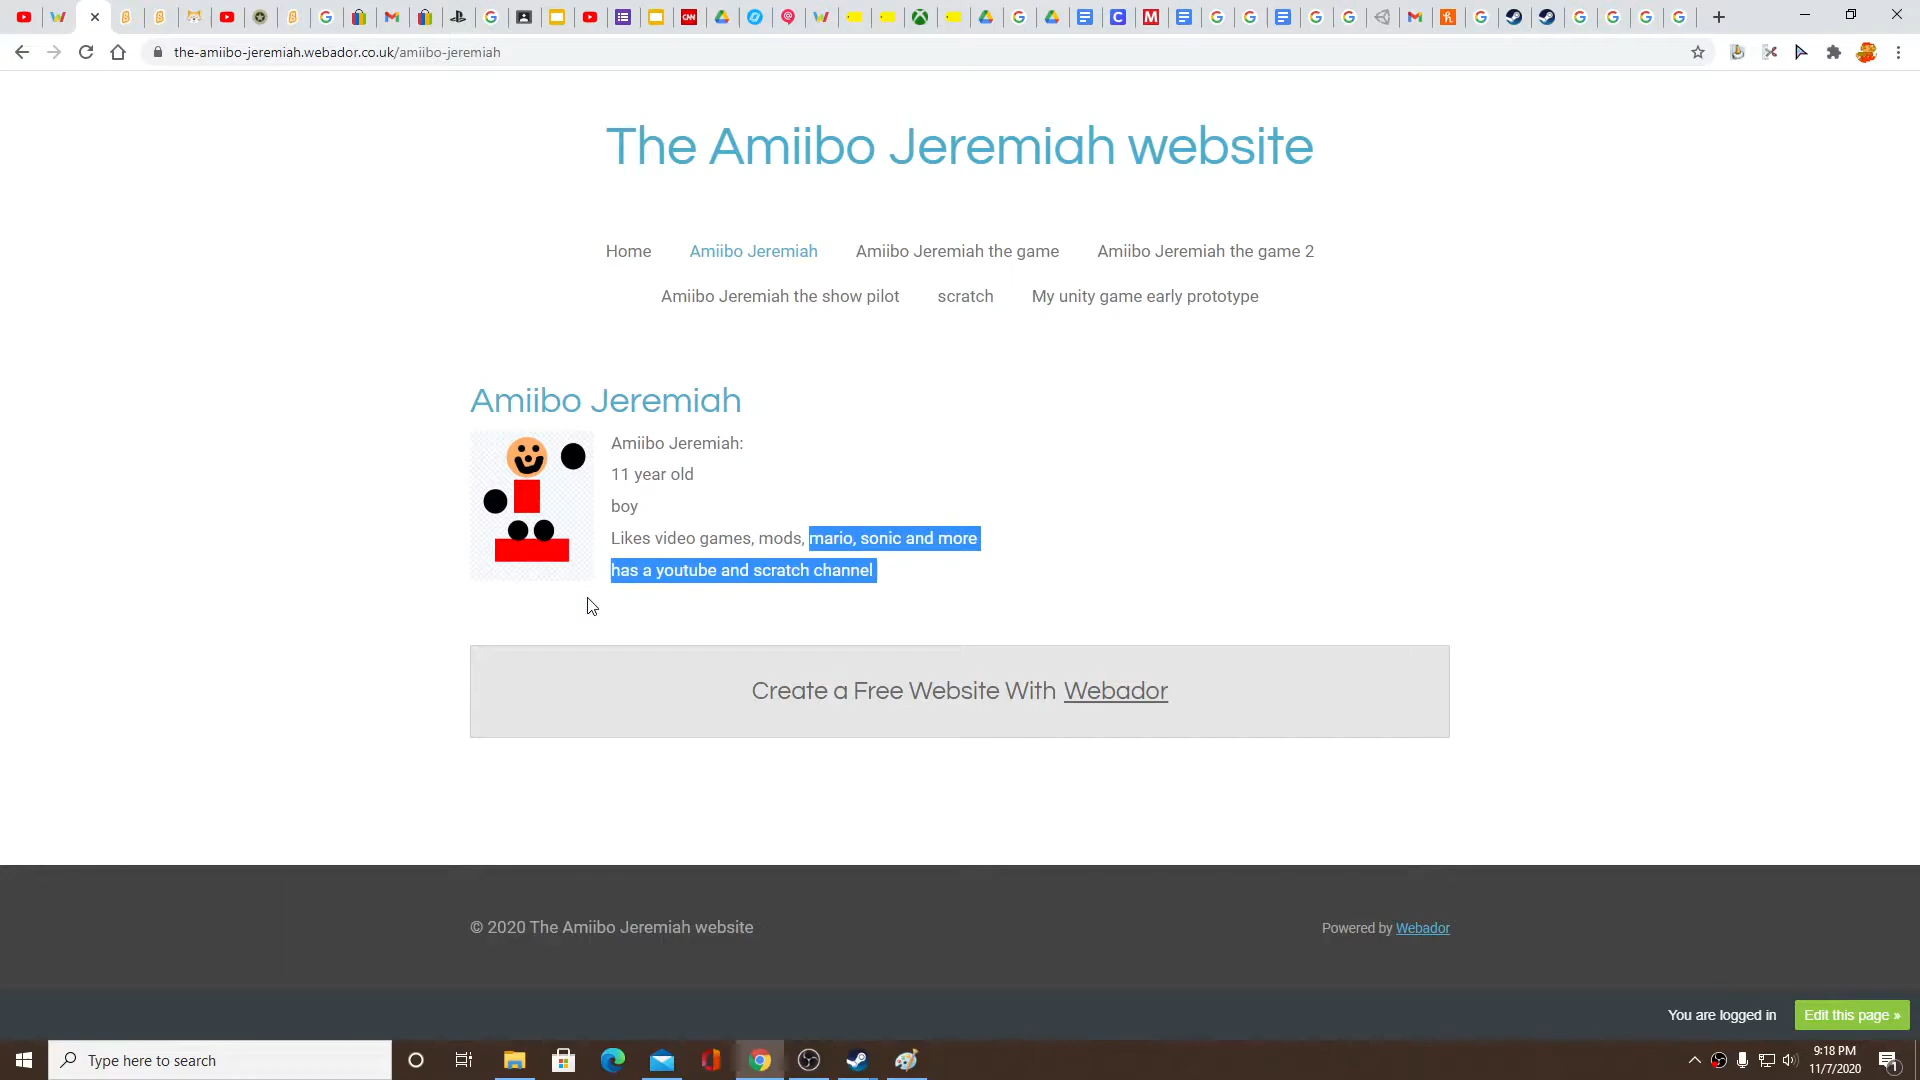 the-amiibo-jeremiah.webador.co.uk/amiibo-jeremiah
The Amiibo Jeremiah website
Home Amiibo Jeremiah Amiibo Jeremiah the game Amiibo Jeremiah the game 2
Amiibo Jeremiah the show pilot scratch My unity game early prototype
Amiibo Jeremiah
Amiibo Jeremiah:
11 year old
boy
Likes video games, mods, mario, sonic and more
has a youtube and scratch channel
Create a Free Website With Webador
© 2020 The Amiibo Jeremiah website
Powered by Webador
You are logged in
Edit this page »
Type here to search
9:18 PM
11/7/2020